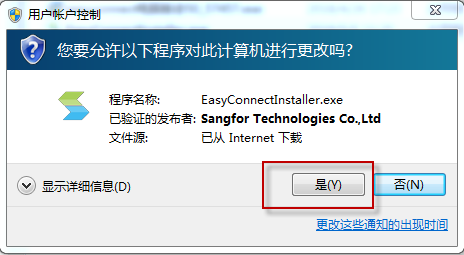 用户帐户控制
您要允许以下程序对此计算机进行更改吗?
程序名称: EasyConnectInstaller.exe
已验证的发布者: Sangfor Technologies Co.,Ltd
文件源: 已从 Internet 下载
显示详细信息(D)
是(Y)
否(N)
更改这些通知的出现时间